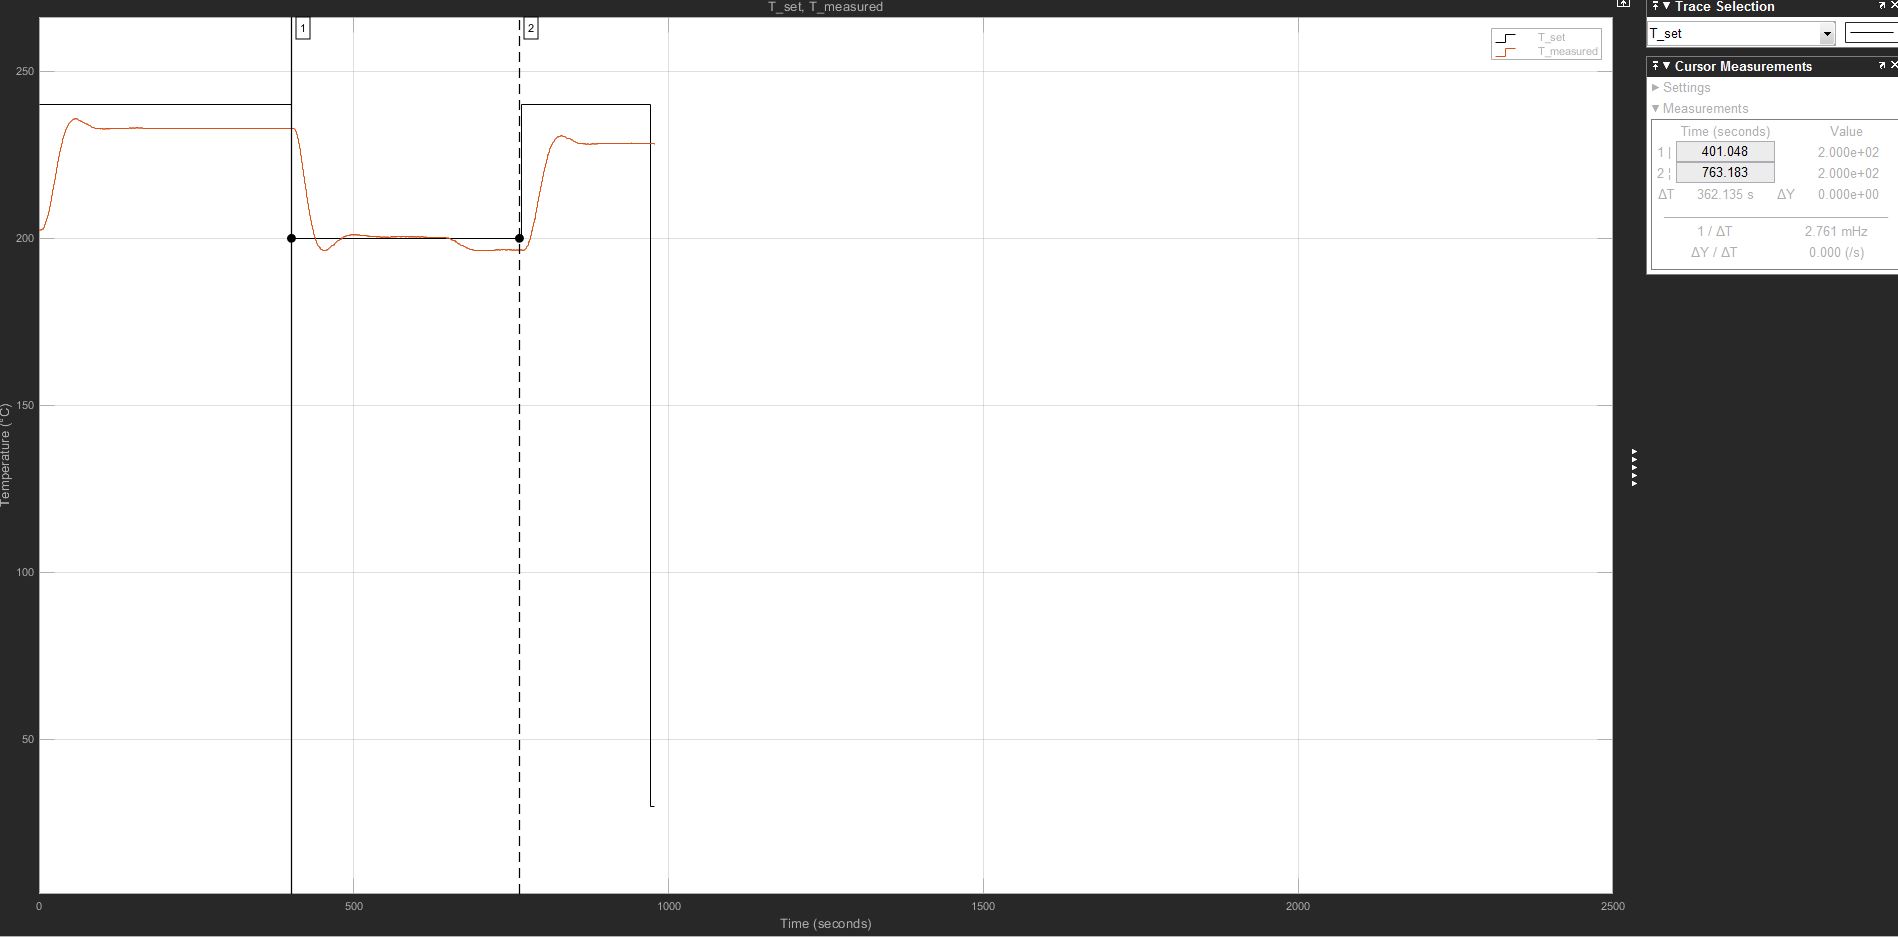 T_set, T_measured
1
2
T_set
T_measured
250
200
150
100
50
Temperature (°C)
0
500
1000
1500
2000
2500
Time (seconds)
Trace Selection
T_set
Cursor Measurements
Settings
Measurements
Time (seconds) Value
1 | 401.048 2.000e+02
2 ¦ 763.183 2.000e+02
ΔT 362.135 s ΔY 0.000e+00
1 / ΔT 2.761 mHz
ΔY / ΔT 0.000 (/s)